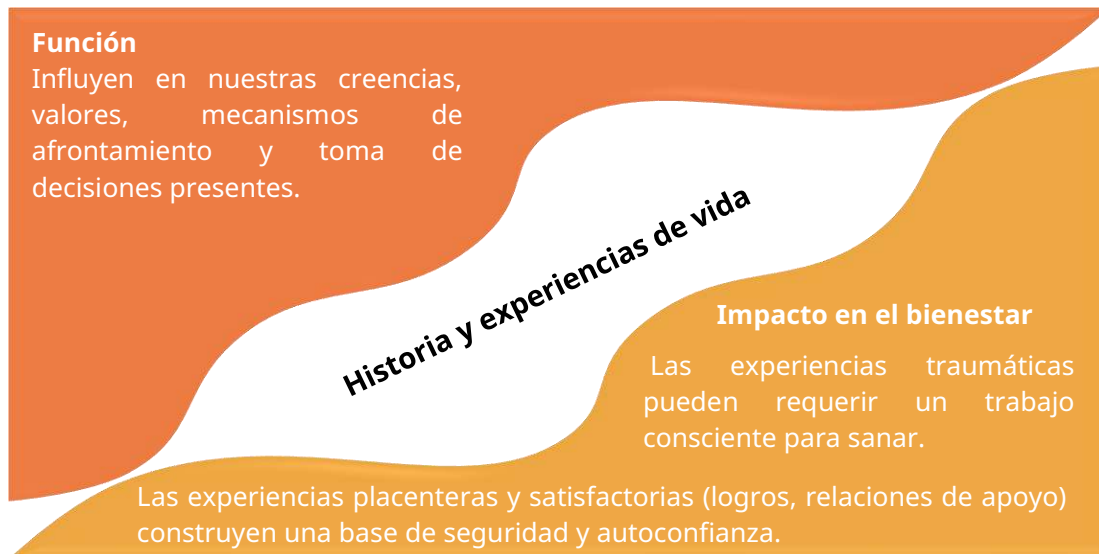 Función
Influyen en nuestras creencias,
valores, mecanismos de
afrontamiento y toma de
decisiones presentes.
Historia y experiencias de vida
Impacto en el bienestar
Las experiencias traumáticas
pueden requerir un trabajo
consciente para sanar.
Las experiencias placenteras y satisfactorias (logros, relaciones de apoyo)
construyen una base de seguridad y autoconfianza.